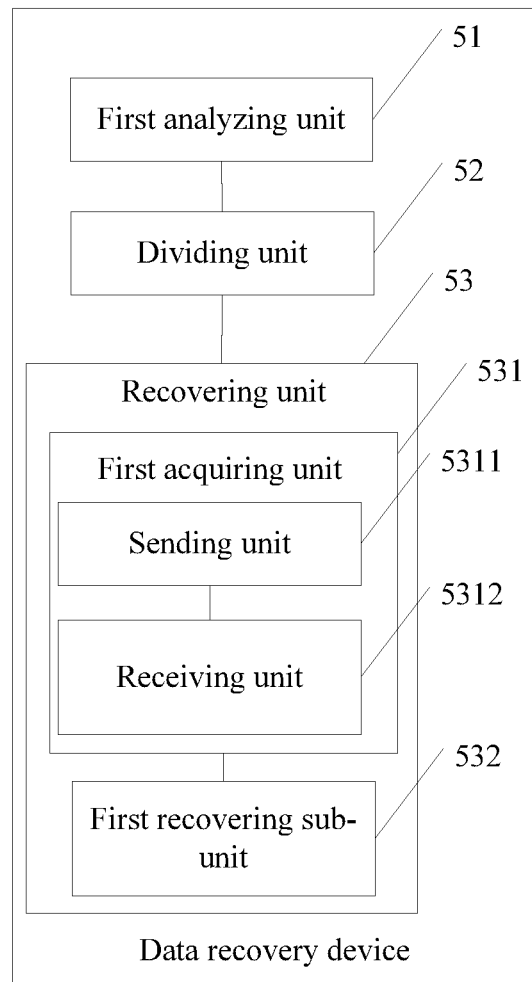 51
First analyzing unit
52
Dividing unit
53
Recovering unit
531
First acquiring unit
5311
Sending unit
5312
Receiving unit
532
First recovering sub-
unit
Data recovery device